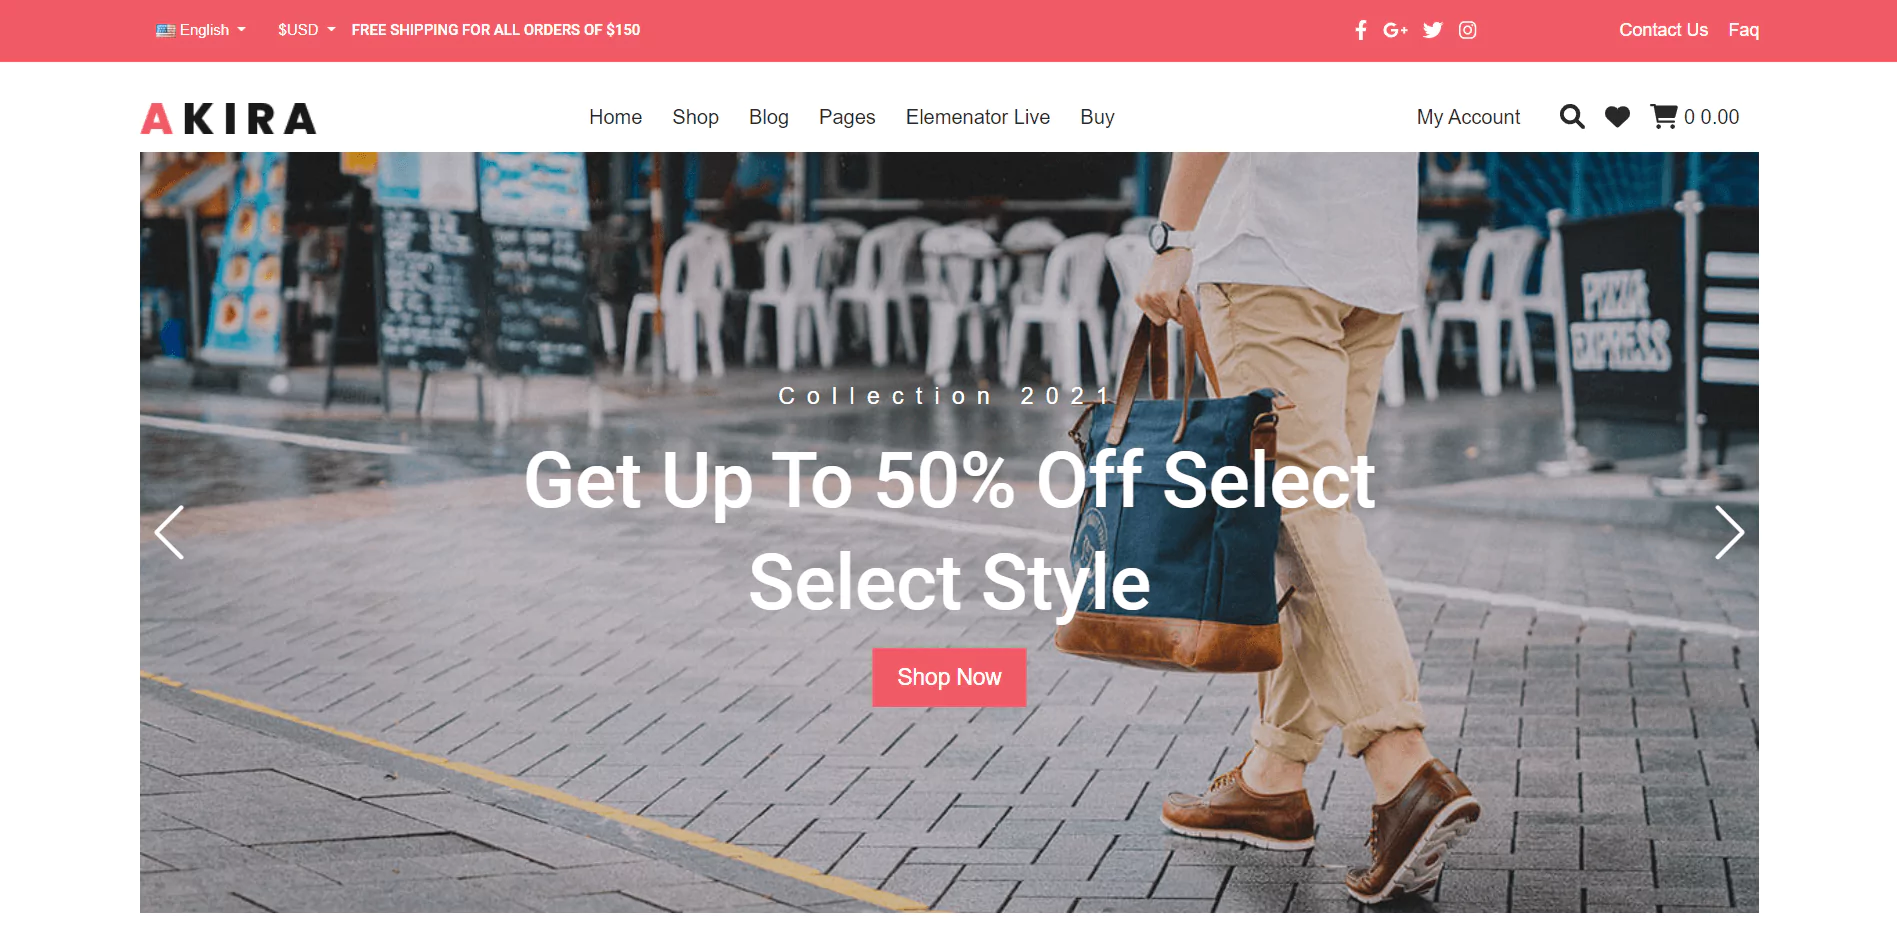 English $USD FREE SHIPPING FOR ALL ORDERS OF $150 Contact Us Faq
AKIRA Home Shop Blog Pages Elemenator Live Buy My Account 0 0.00
PIZZA
EXPRESS
Collection 2021
Get Up To 50% Off Select
Select Style
Shop Now